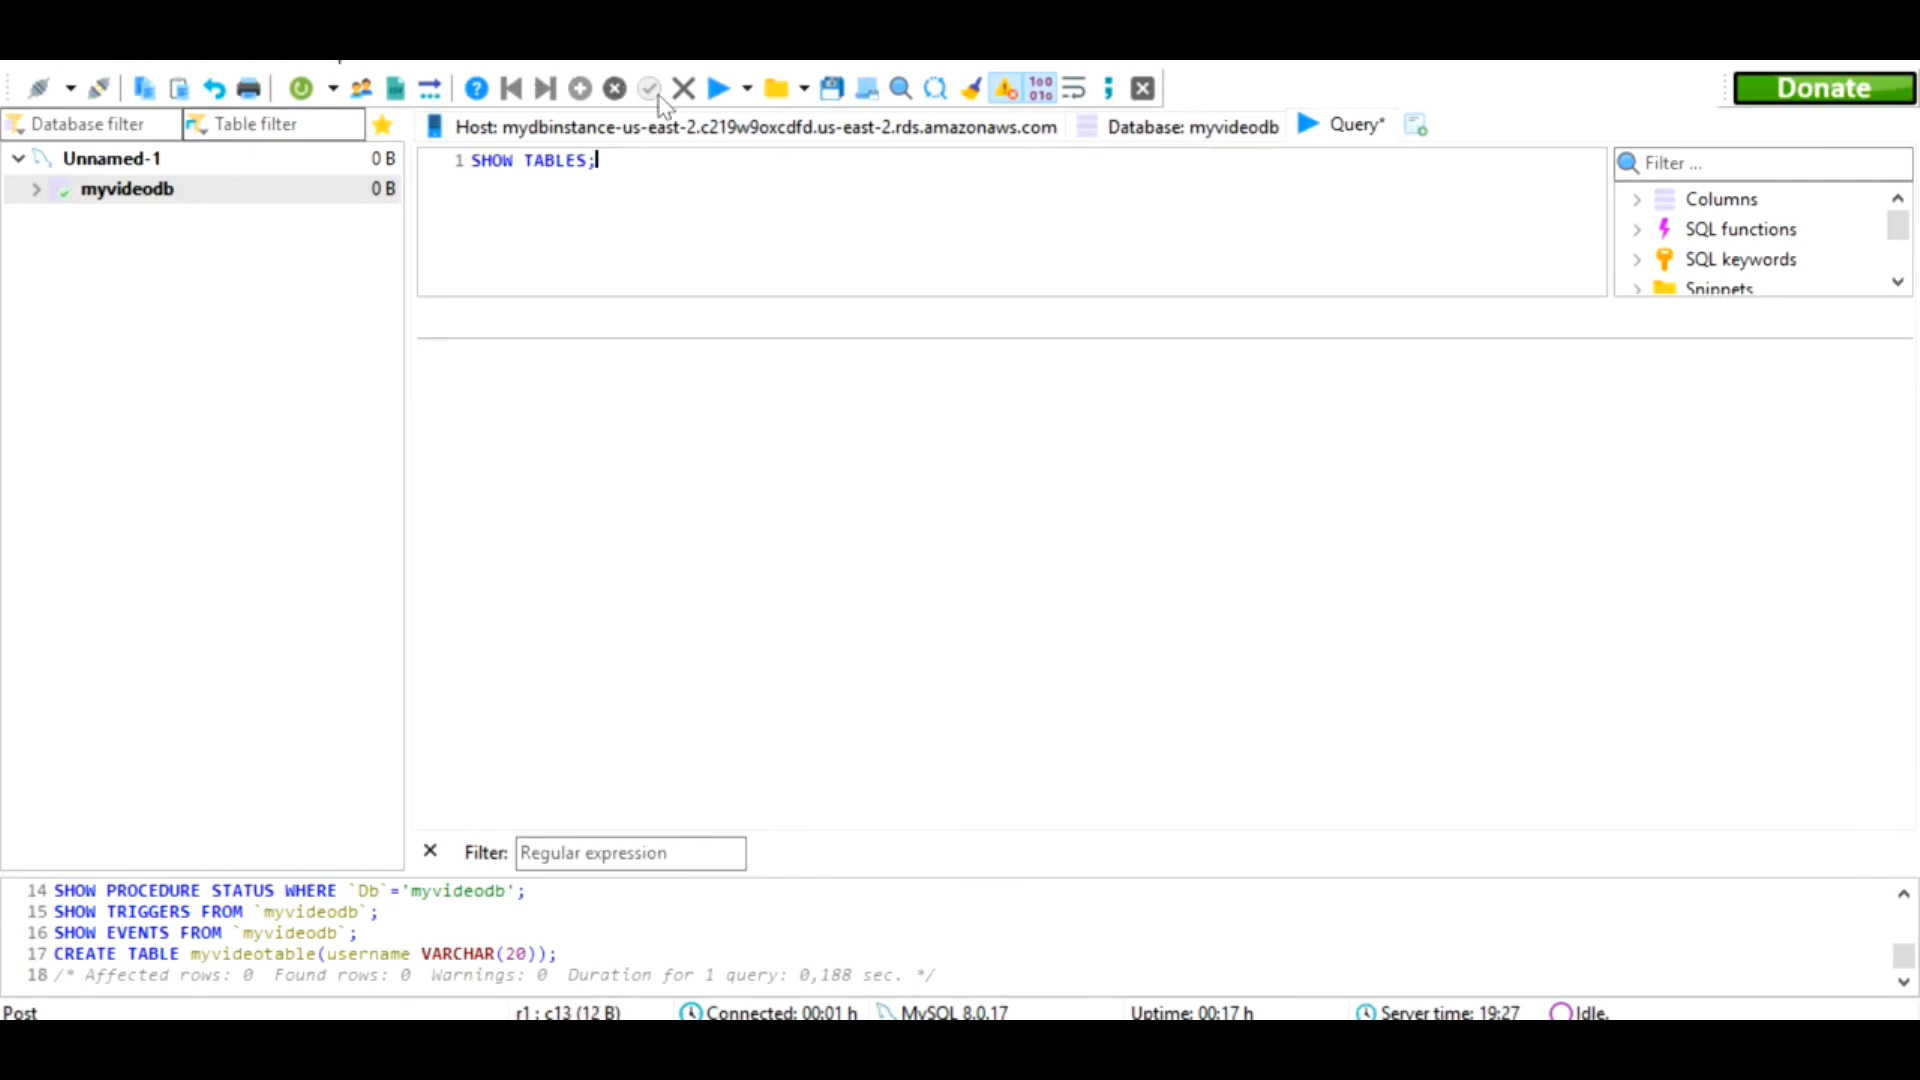 Donate
Database filter
Table filter
Host: mydbinstance-us-east-2.c219w9oxcdfd.us-east-2.rds.amazonaws.com
Database: myvideodb
Query*
Unnamed-1 0 B
myvideodb 0 B
1 SHOW TABLES;
Filter ...
Columns
SQL functions
SQL keywords
Snippets
Filter: Regular expression
14 SHOW PROCEDURE STATUS WHERE `Db`='myvideodb';
15 SHOW TRIGGERS FROM `myvideodb`;
16 SHOW EVENTS FROM `myvideodb`;
17 CREATE TABLE myvideotable(username VARCHAR(20));
18 /* Affected rows: 0 Found rows: 0 Warnings: 0 Duration for 1 query: 0,188 sec. */
Post
r1 : c13 (12 B)
Connected: 00:01 h
MySQL 8.0.17
Uptime: 00:17 h
Server time: 19:27
Idle.